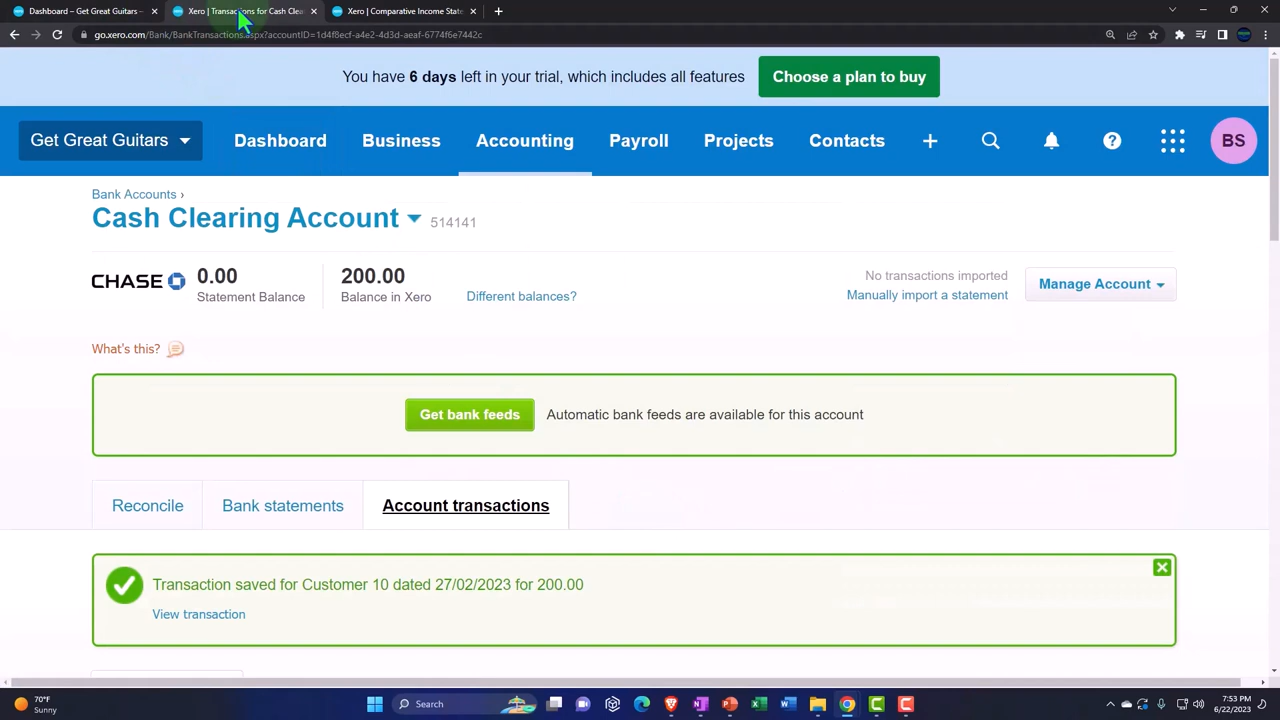 Dashboard – Get Great Guitars
Xero | Transactions for Cash Clea
Xero | Comparative Income State
go.xero.com/Bank/BankTransactions.aspx?accountID=1d4f8ecf-a4e2-4d3d-aeaf-6774f6e7442c
You have 6 days left in your trial, which includes all features
Choose a plan to buy
Get Great Guitars
Dashboard
Business
Accounting
Payroll
Projects
Contacts
BS
Bank Accounts ›
Cash Clearing Account
514141
CHASE
0.00
Statement Balance
200.00
Balance in Xero
Different balances?
No transactions imported
Manually import a statement
Manage Account
What's this?
Get bank feeds
Automatic bank feeds are available for this account
Reconcile
Bank statements
Account transactions
Transaction saved for Customer 10 dated 27/02/2023 for 200.00
View transaction
70°F
Sunny
Search
7:53 PM
6/22/2023